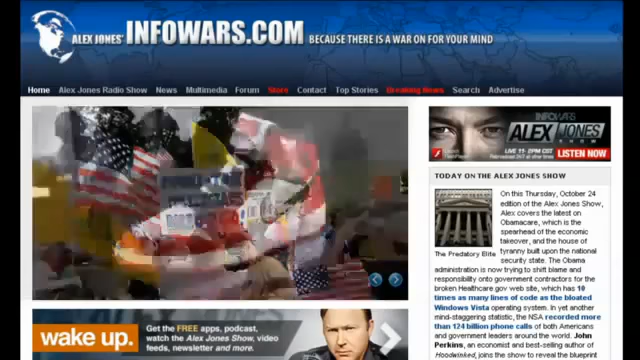 ALEX JONES' INFOWARS.COM BECAUSE THERE IS A WAR ON FOR YOUR MIND
Home Alex Jones Radio Show News Multimedia Forum Store Contact Top Stories Breaking News Search Advertise
INFOWARS
ALEX JONES
SHOW
LISTEN NOW
TODAY ON THE ALEX JONES SHOW
On this Thursday, October 24
edition of the Alex Jones Show,
Alex covers the latest on
Obamacare, which is the
spearhead of the economic
takeover, and the house of
The Predatory Elite
tyranny built upon the national
security state. The Obama
administration is now trying to shift blame and
responsibility onto government contractors for the
broken Healthcare gov web site, which has 10
times as many lines of code as the bloated
Windows Vista operating system. In yet another
mind-staggering statistic, the NSA recorded more
than 124 billion phone calls of both Americans
and government leaders around the world. John
Perkins, an economist and best-selling author of
Hoodwinked, joins the show to reveal the blueprint
wake up.
Get the FREE apps, podcast,
watch the Alex Jones Show, video
feeds, newsletter and more.